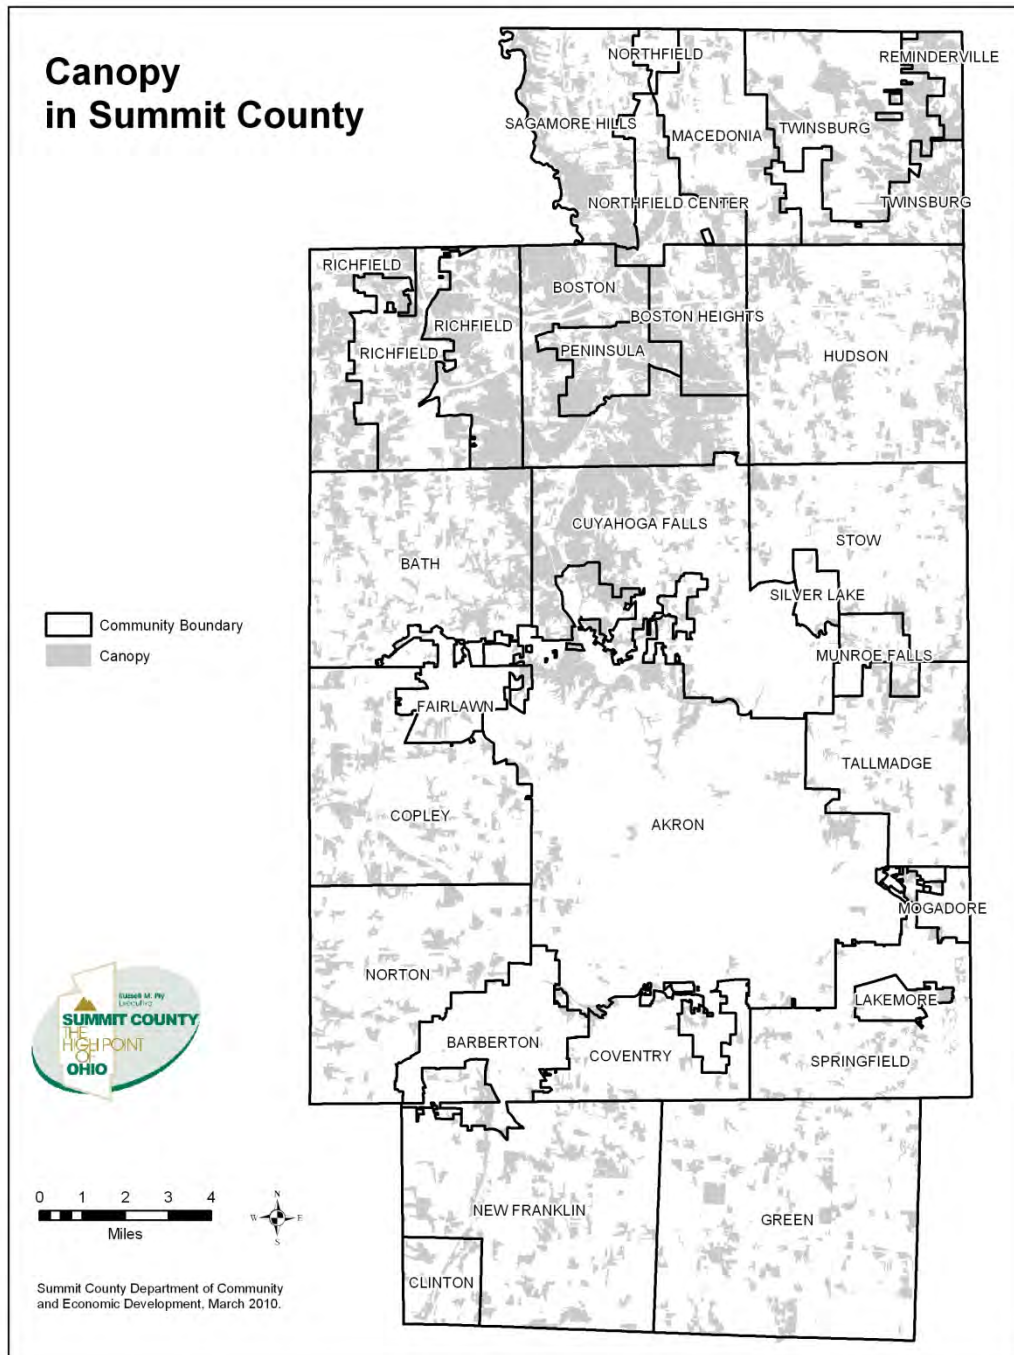 Canopy
in Summit County
NORTHFIELD
REMINDERVILLE
SAGAMORE HILLS
MACEDONIA
TWINSBURG
NORTHFIELD CENTER
TWINSBURG
RICHFIELD
BOSTON
RICHFIELD
BOSTON HEIGHTS
RICHFIELD
PENINSULA
HUDSON
CUYAHOGA FALLS
STOW
BATH
SILVER LAKE
Community Boundary
Canopy
MUNROE FALLS
FAIRLAWN
TALLMADGE
COPLEY
AKRON
MOGADORE
NORTON
LAKEMORE
BARBERTON
COVENTRY
SPRINGFIELD
Russell M. Pry
Executive
SUMMIT COUNTY
THE
HIGH POINT
OF
OHIO
NEW FRANKLIN
GREEN
CLINTON
0 1 2 3 4
Miles
N
W E
S
Summit County Department of Community
and Economic Development, March 2010.